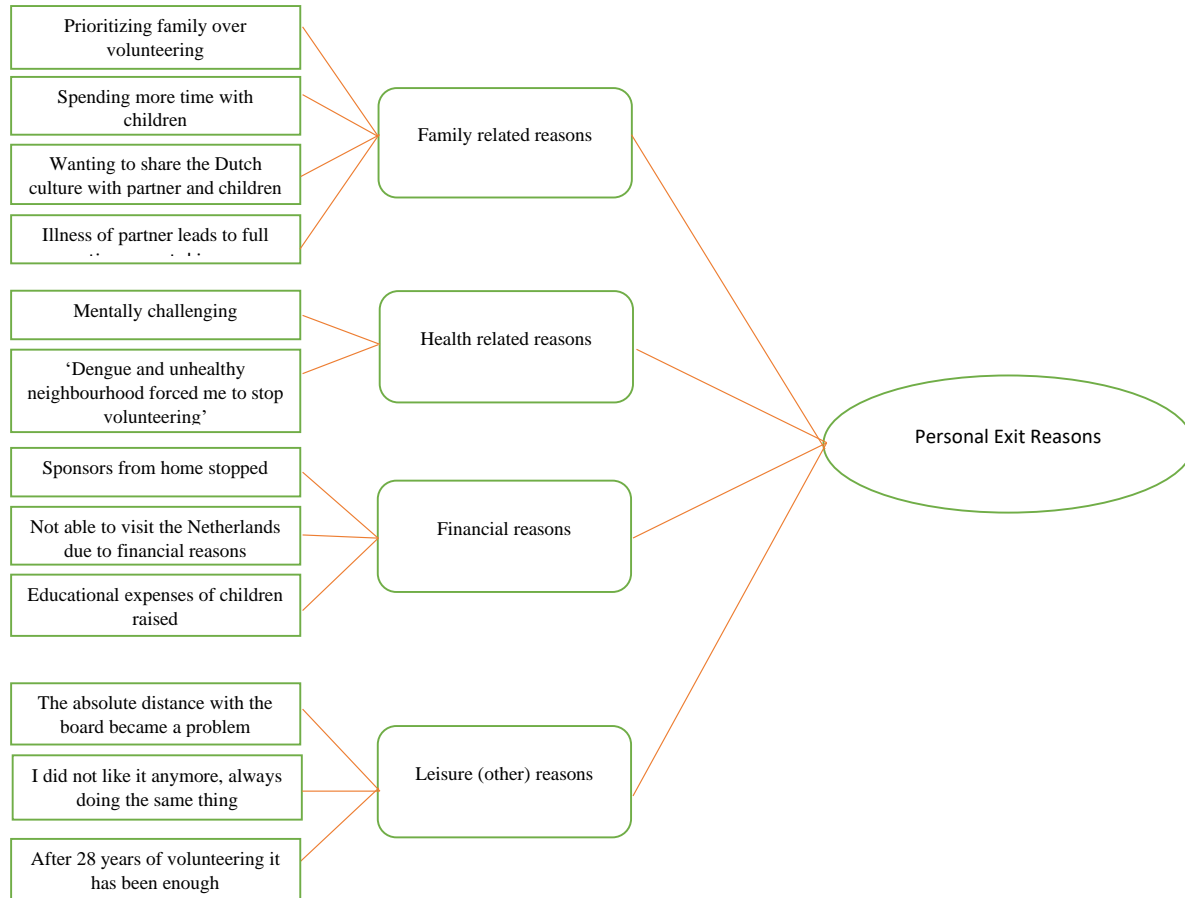 Prioritizing family over
volunteering
Spending more time with
children
Wanting to share the Dutch
culture with partner and children
Illness of partner leads to full
Family related reasons
Mentally challenging
‘Dengue and unhealthy
neighbourhood forced me to stop
volunteering’
Health related reasons
Sponsors from home stopped
Not able to visit the Netherlands
due to financial reasons
Educational expenses of children
raised
Financial reasons
The absolute distance with the
board became a problem
I did not like it anymore, always
doing the same thing
After 28 years of volunteering it
has been enough
Leisure (other) reasons
Personal Exit Reasons